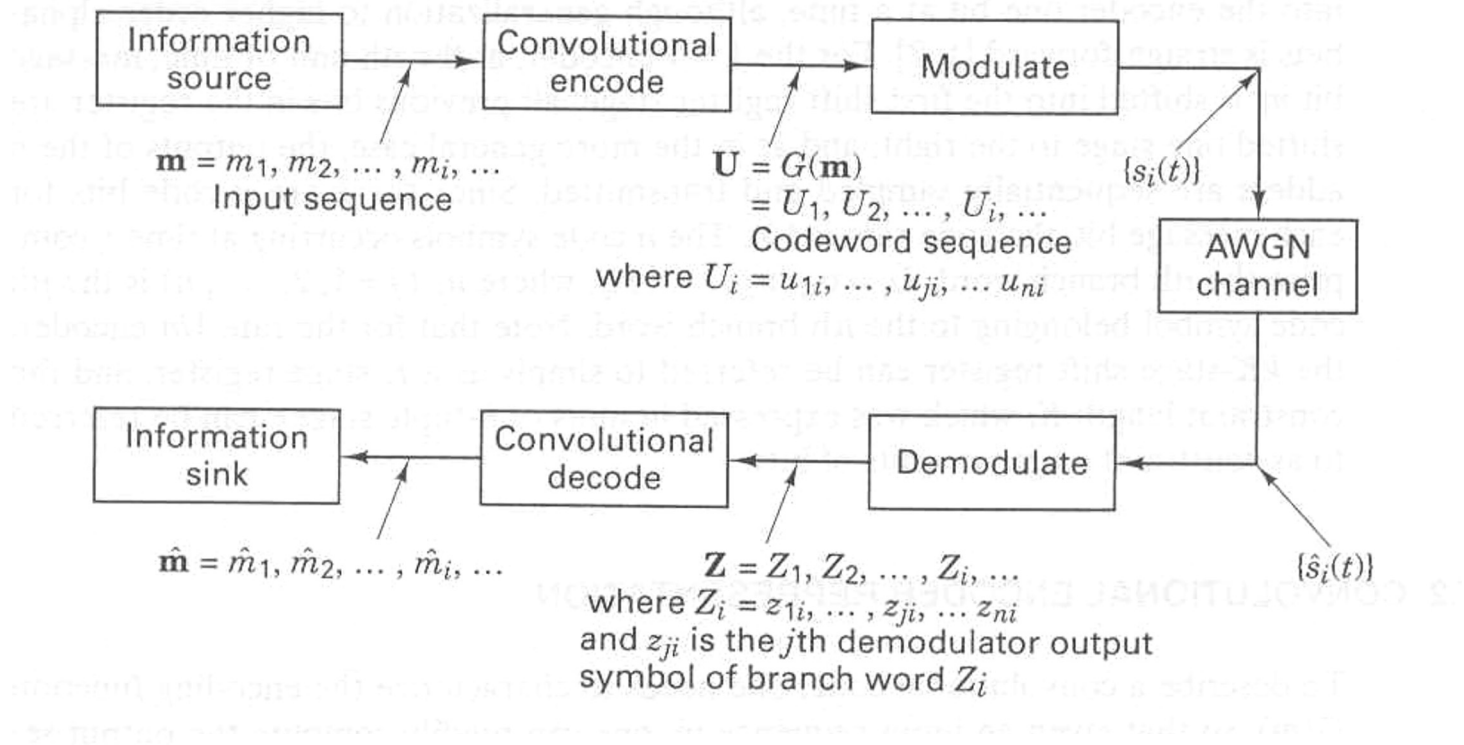 Information
source
Convolutional
encode
Modulate
m = m1, m2, … , mi, …
Input sequence
U = G(m)
= U1, U2, … , Ui, …
Codeword sequence
where Ui = u1i, … , uji, … uni
{si(t)}
AWGN
channel
Information
sink
Convolutional
decode
Demodulate
m̂ = m̂1, m̂2, … , m̂i, …
Z = Z1, Z2, … , Zi, …
where Zi = z1i, … , zji, … zni
and zji is the jth demodulator output
symbol of branch word Zi
{ŝi(t)}